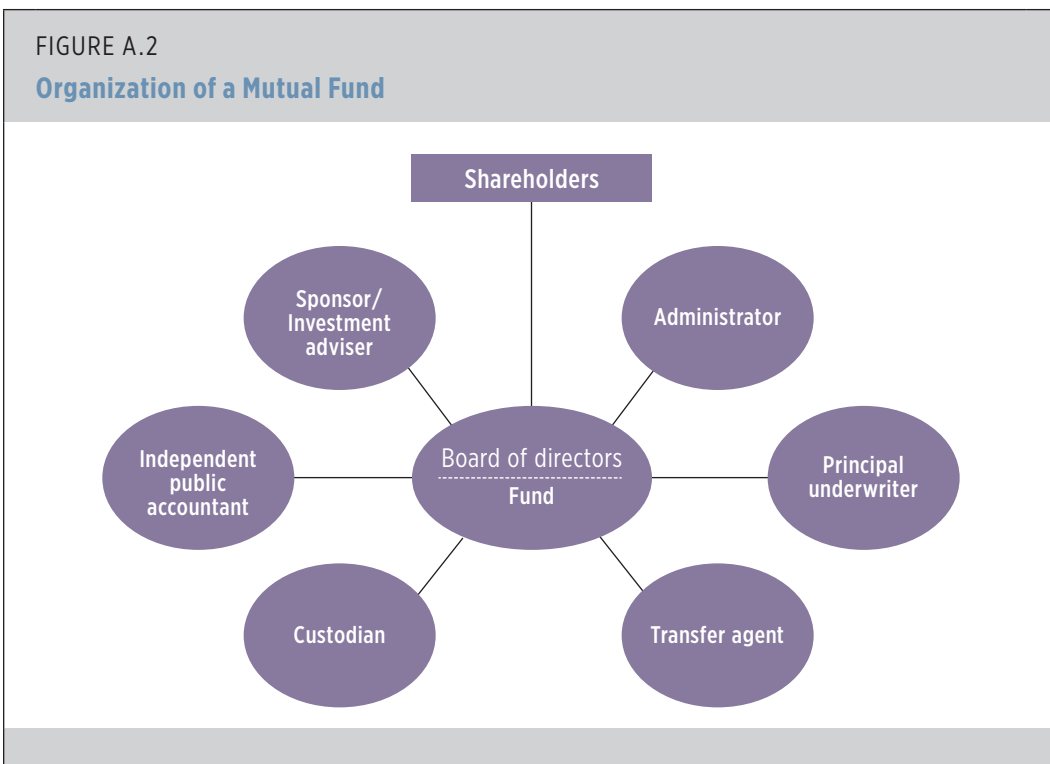 FIGURE A.2
Organization of a Mutual Fund
Shareholders
Sponsor/
Investment
adviser
Administrator
Independent
public
accountant
Board of directors
Fund
Principal
underwriter
Custodian
Transfer agent